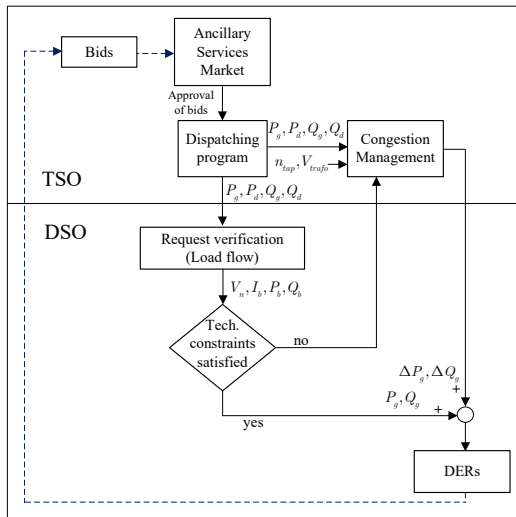 Bids
Ancillary
Services
Market
Approval
of bids
Dispatching
program
P_g, P_d, Q_g, Q_d
n_tap, V_trafo
Congestion
Management
TSO
P_g, P_d, Q_g, Q_d
DSO
Request verification
(Load flow)
V_n, I_b, P_b, Q_b
Tech.
constraints
satisfied
no
yes
ΔP_g, ΔQ_g
+
P_g, Q_g
+
DERs